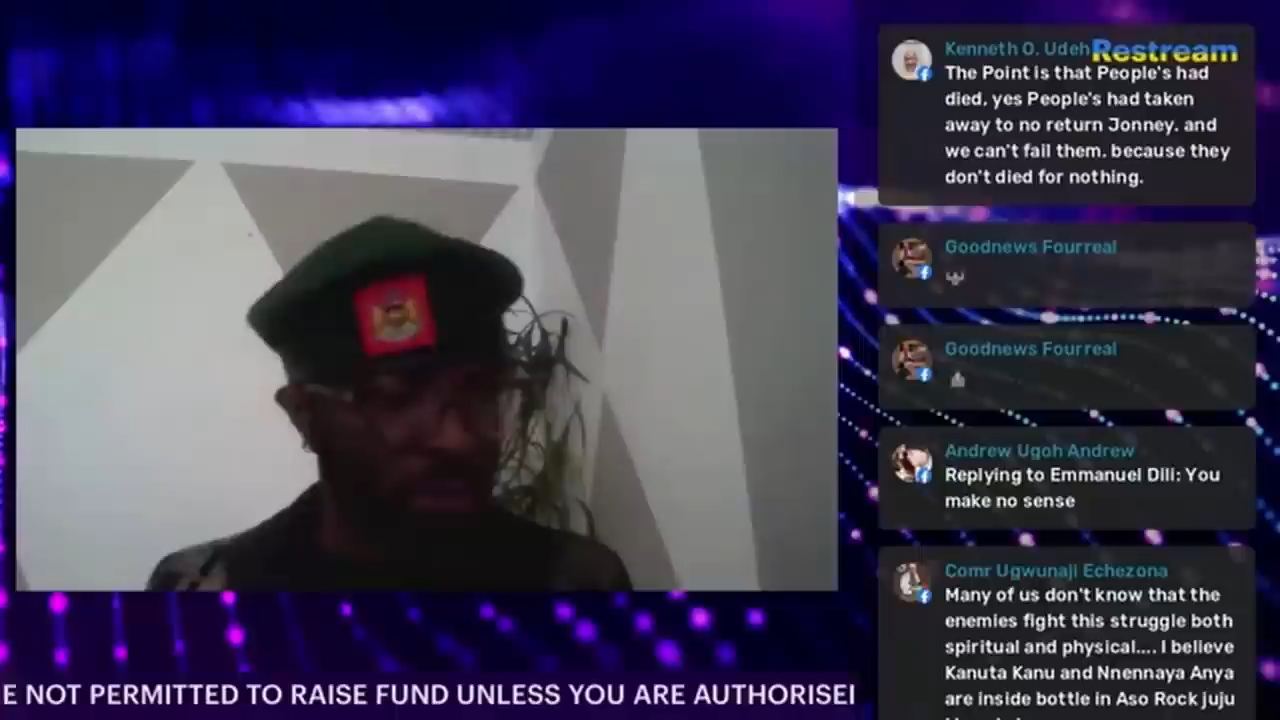 Restream
Kenneth O. Udeh
The Point is that People's had
died, yes People's had taken
away to no return Jonney. and
we can't fail them. because they
don't died for nothing.
Goodnews Fourreal
Goodnews Fourreal
Andrew Ugoh Andrew
Replying to Emmanuel Dili: You
make no sense
Comr Ugwunaji Echezona
Many of us don't know that the
enemies fight this struggle both
spiritual and physical.... I believe
Kanuta Kanu and Nnennaya Anya
are inside bottle in Aso Rock juju
E NOT PERMITTED TO RAISE FUND UNLESS YOU ARE AUTHORISE